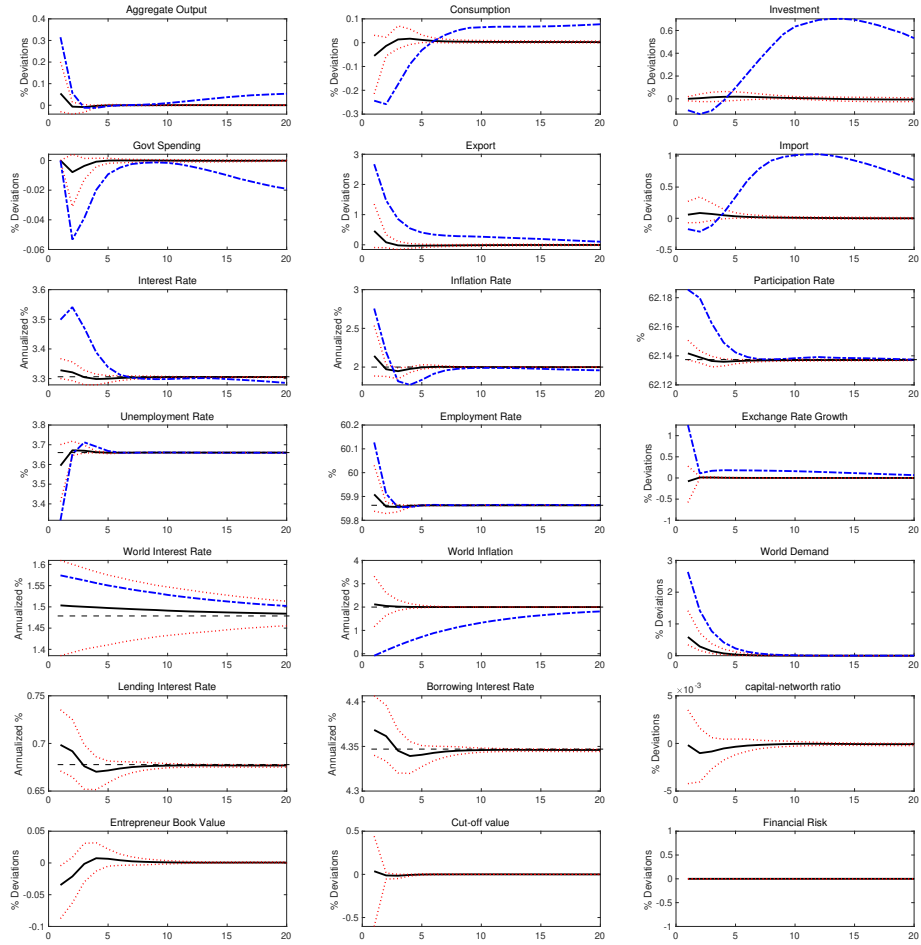 Aggregate Output
% Deviations
0.4
0.3
0.2
0.1
0
0 5 10 15 20
Consumption
% Deviations
0.1
0
-0.1
-0.2
-0.3
0 5 10 15 20
Investment
% Deviations
0.6
0.4
0.2
0
0 5 10 15 20
Govt Spending
% Deviations
0
-0.02
-0.04
-0.06
0 5 10 15 20
Export
% Deviations
3
2
1
0
0 5 10 15 20
Import
% Deviations
1
0.5
0
-0.5
0 5 10 15 20
Interest Rate
Annualized %
3.6
3.5
3.4
3.3
0 5 10 15 20
Inflation Rate
Annualized %
3
2.5
2
0 5 10 15 20
Participation Rate
%
62.18
62.16
62.14
62.12
0 5 10 15 20
Unemployment Rate
%
3.8
3.7
3.6
3.5
3.4
0 5 10 15 20
Employment Rate
%
60.2
60
59.8
0 5 10 15 20
Exchange Rate Growth
% Deviations
1
0.5
0
-0.5
-1
0 5 10 15 20
World Interest Rate
Annualized %
1.6
1.55
1.5
1.45
1.4
0 5 10 15 20
World Inflation
Annualized %
4
3
2
1
0
0 5 10 15 20
World Demand
% Deviations
3
2
1
0
0 5 10 15 20
Lending Interest Rate
Annualized %
0.75
0.7
0.65
0 5 10 15 20
Borrowing Interest Rate
Annualized %
4.4
4.35
4.3
0 5 10 15 20
capital-networth ratio
×10⁻³
% Deviations
5
0
-5
0 5 10 15 20
Entrepreneur Book Value
% Deviations
0.05
0
-0.05
-0.1
0 5 10 15 20
Cut-off value
% Deviations
0.5
0
-0.5
0 5 10 15 20
Financial Risk
% Deviations
1
0.5
0
-0.5
-1
0 5 10 15 20